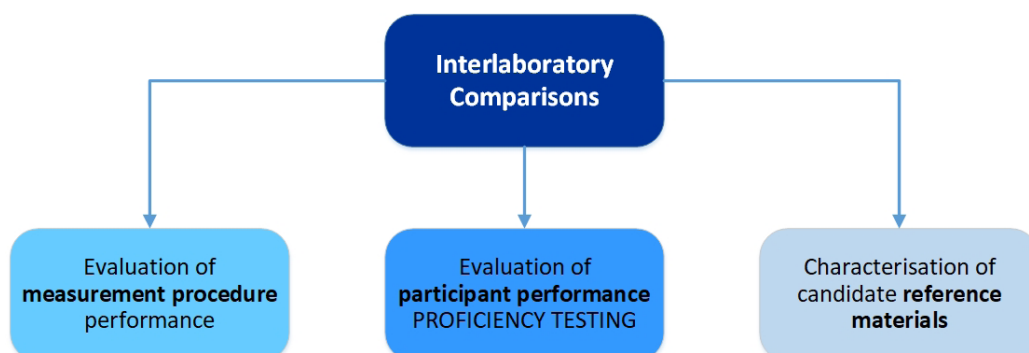 Interlaboratory
Comparisons
Evaluation of
measurement procedure
performance
Evaluation of
participant performance
PROFICIENCY TESTING
Characterisation of
candidate reference
materials